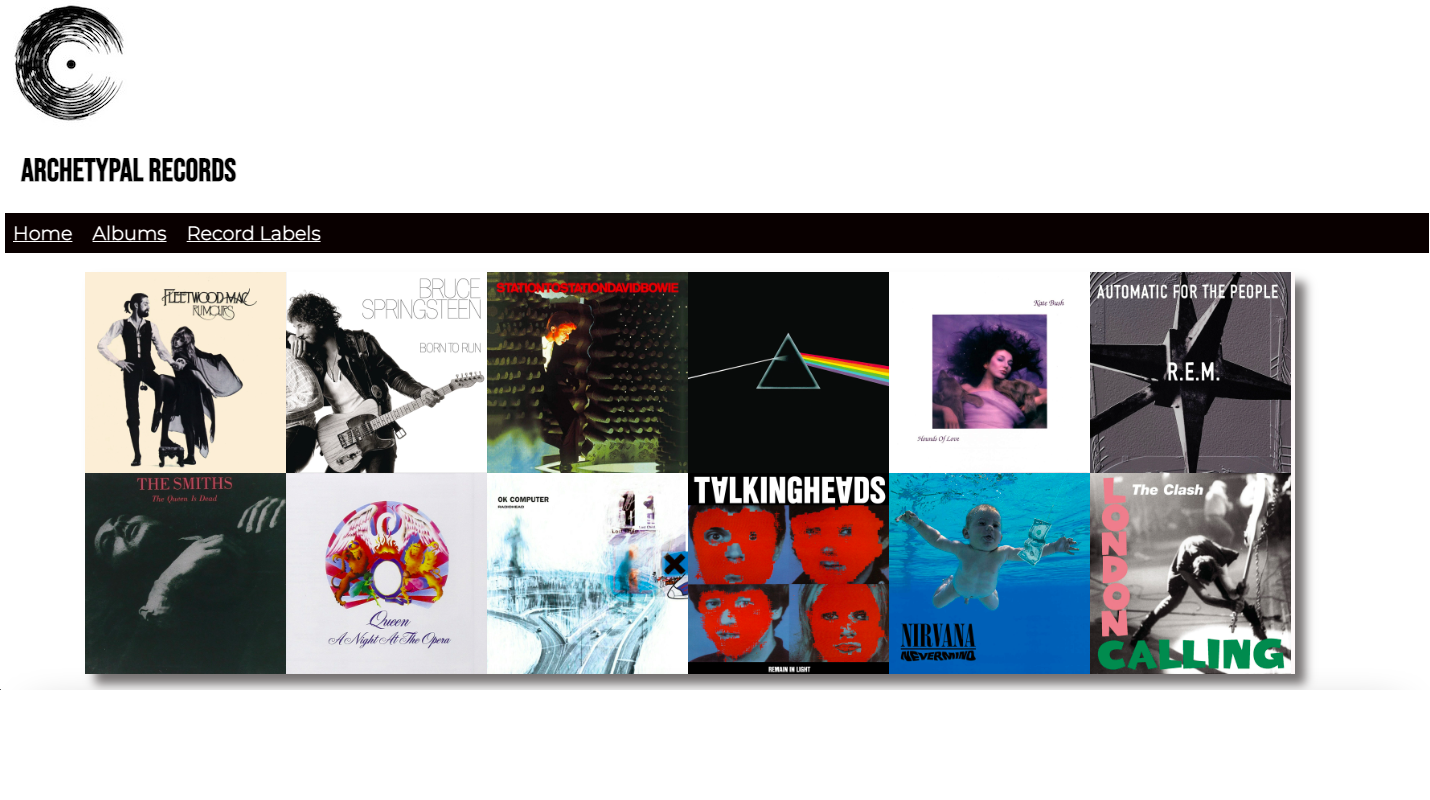 ARCHETYPAL RECORDS
Home Albums Record Labels
FLEETWOOD MAC
RUMOURS
BRUCE
SPRINGSTEEN
BORN TO RUN
STATIONTOSTATIONDAVIDBOWIE
Kate Bush
Hounds Of Love
AUTOMATIC FOR THE PEOPLE
R.E.M.
THE SMITHS
The Queen Is Dead
Queen
A Night At The Opera
OK COMPUTER
RADIOHEAD
TALKINGHEADS
REMAIN IN LIGHT
NIRVANA
NEVERMIND
The Clash
LONDON
CALLING